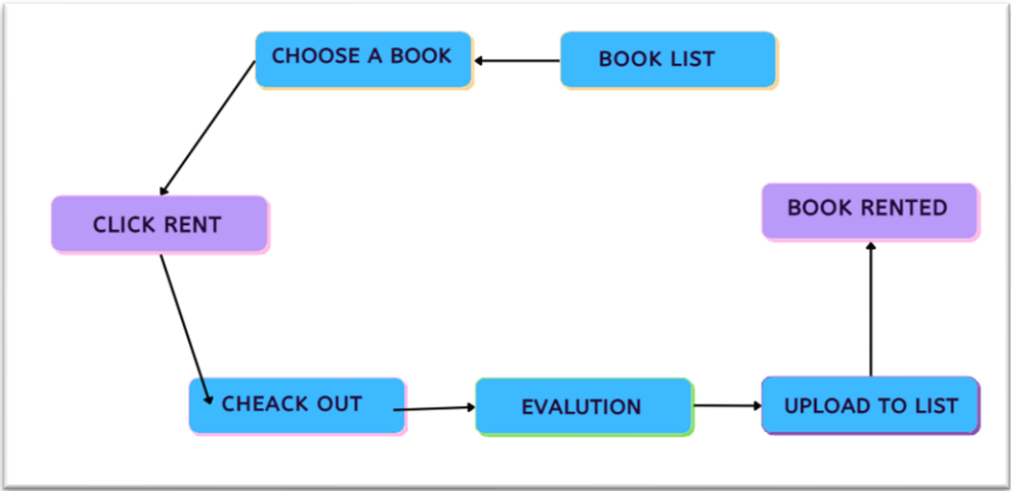 CHOOSE A BOOK
BOOK LIST
CLICK RENT
BOOK RENTED
CHEACK OUT
EVALUTION
UPLOAD TO LIST